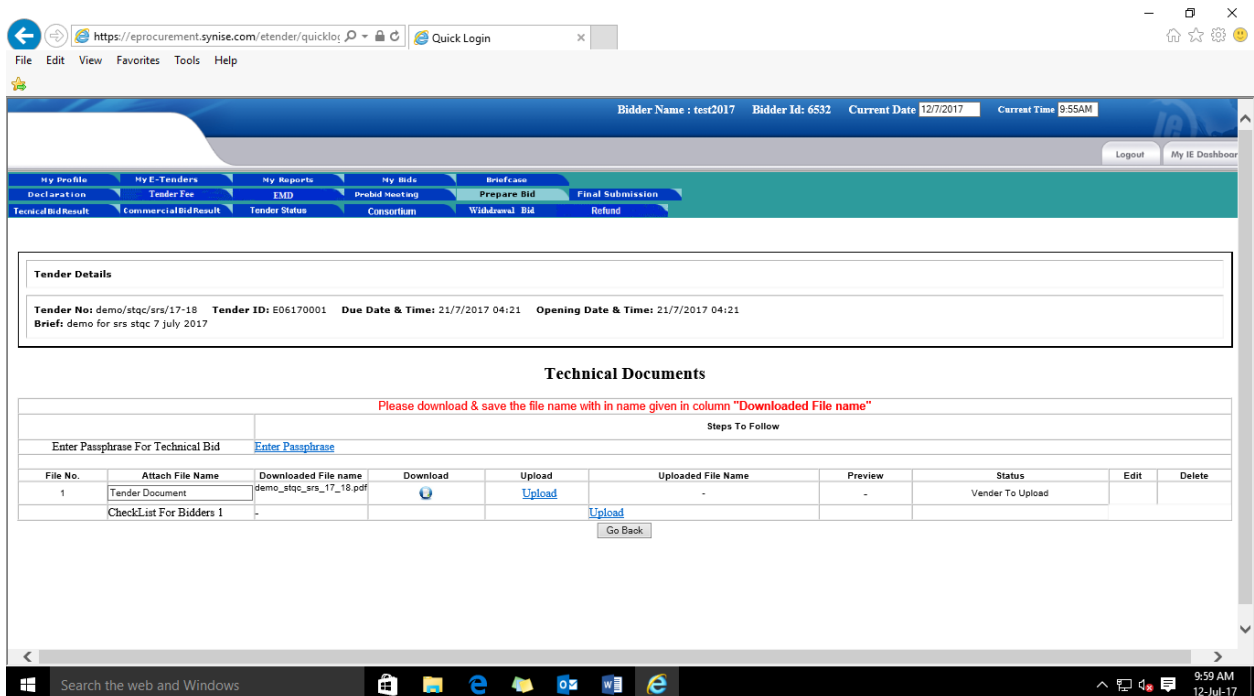 https://eprocurement.synise.com/etender/quicklog
Quick Login
File Edit View Favorites Tools Help
Bidder Name : test2017 Bidder Id: 6532 Current Date 12/7/2017 Current Time 9:55AM
Logout My IE Dashboar
My Profile My E-Tenders My Reports My Bids Briefcase
Declaration Tender Fee EMD Prebid Meeting Prepare Bid Final Submission
Tecnical Bid Result Commercial Bid Result Tender Status Consortium Withdrawal Bid Refund
Tender Details
Tender No: demo/stqc/srs/17-18 Tender ID: E06170001 Due Date & Time: 21/7/2017 04:21 Opening Date & Time: 21/7/2017 04:21
Brief: demo for srs stqc 7 july 2017
Technical Documents
Please download & save the file name with in name given in column "Downloaded File name"
Steps To Follow
Enter Passphrase For Technical Bid Enter Passphrase
File No. Attach File Name Downloaded File name Download Upload Uploaded File Name Preview Status Edit Delete
1 Tender Document demo_stqc_srs_17_18.pdf Upload - - Vender To Upload
CheckList For Bidders 1 - Upload
Go Back
Search the web and Windows
9:59 AM
12-Jul-17